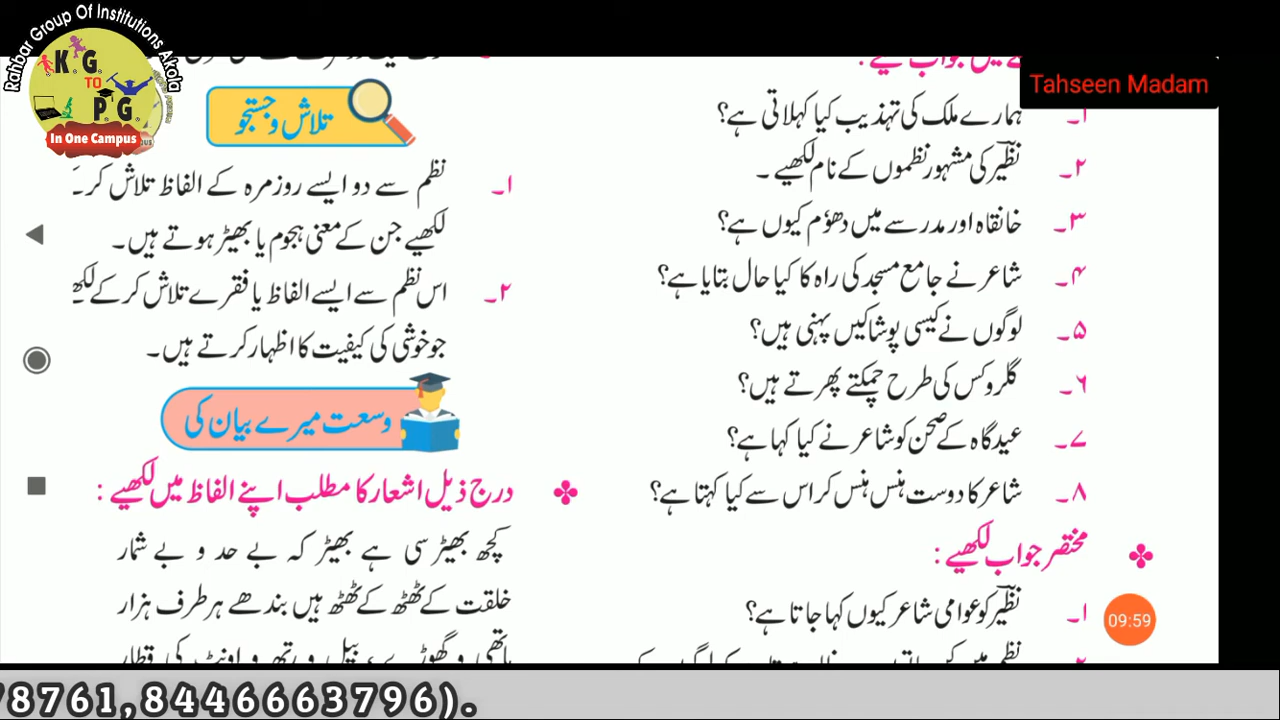 Rahbar Group Of Institutions Akola
K.G.
TO
P.G.
In One Campus
Tahseen Madam
۱۔ ہمارے ملک کی تہذیب کیا کہلاتی ہے؟
۲۔ نظیرؔ کی مشہور نظموں کے نام لکھیے۔
۳۔ خانقاہ اور مدرسے میں دھوٗم کیوں ہے؟
۴۔ شاعر نے جامع مسجد کی راہ کا کیا حال بتایا ہے؟
۵۔ لوگوں نے کیسی پوشاکیں پہنی ہیں؟
۶۔ گلرو کس کی طرح چمکتے پھرتے ہیں؟
۷۔ عیدگاہ کے صحن کو شاعر نے کیا کہا ہے؟
۸۔ شاعر کا دوست ہنس ہنس کر اس سے کیا کہتا ہے؟
مختصر جواب لکھیے :
۱۔ نظیرؔ کو عوامی شاعر کیوں کہا جاتا ہے؟
تلاش و جستجو
۱۔ نظم سے دو ایسے روزمرہ کے الفاظ تلاش کر
لکھیے جن کے معنی ہجوم یا بھیڑ ہوتے ہیں۔
۲۔ اس نظم سے ایسے الفاظ یا فقرے تلاش کر کے
جو خوشی کی کیفیت کا اظہار کرتے ہیں۔
وسعت میرے بیان کی
درج ذیل اشعار کا مطلب اپنے الفاظ میں لکھیے :
کچھ بھیڑ سی ہے بھیڑ کہ بے حد و بے شمار
خلقت کے ٹھٹھ کے ٹھٹھ ہیں بندھے ہر طرف ہزار
ہاتھی و گھوڑے، بیل و رتھ و اونٹ کی قطار
09:59
78761,8446663796).